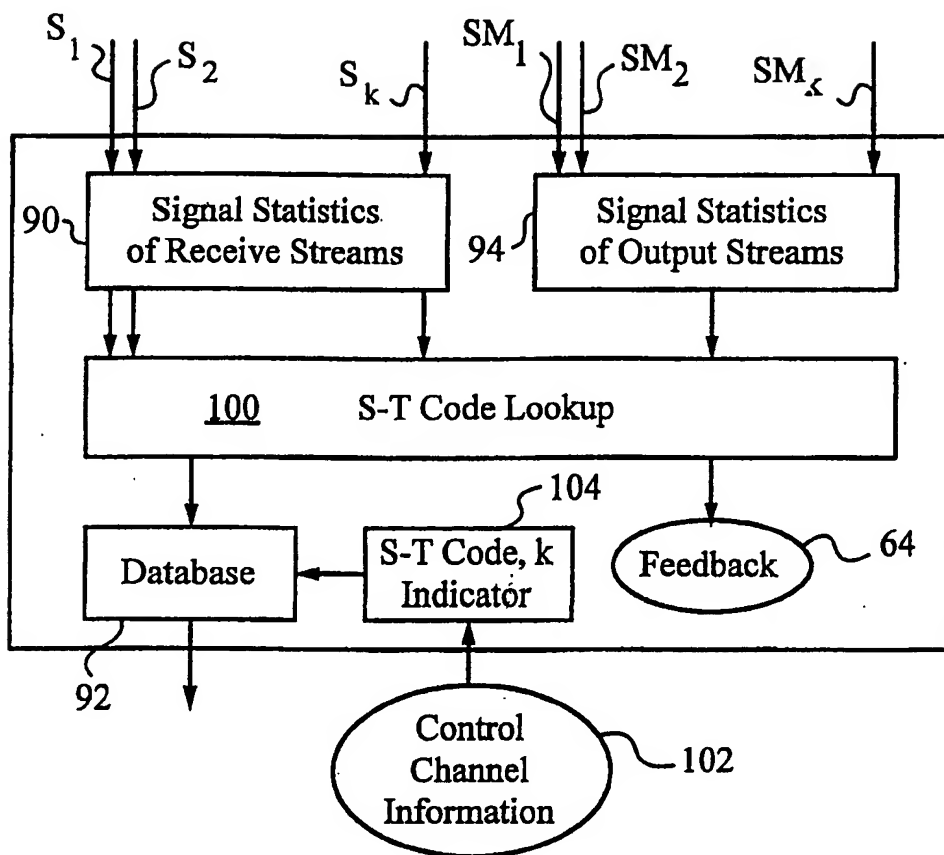 S1 S2 Sk SM1 SM2 SMk
90 Signal Statistics
of Receive Streams
94 Signal Statistics
of Output Streams
100 S-T Code Lookup
104
Database
S-T Code, k
Indicator
Feedback
64
92
Control
Channel
Information
102